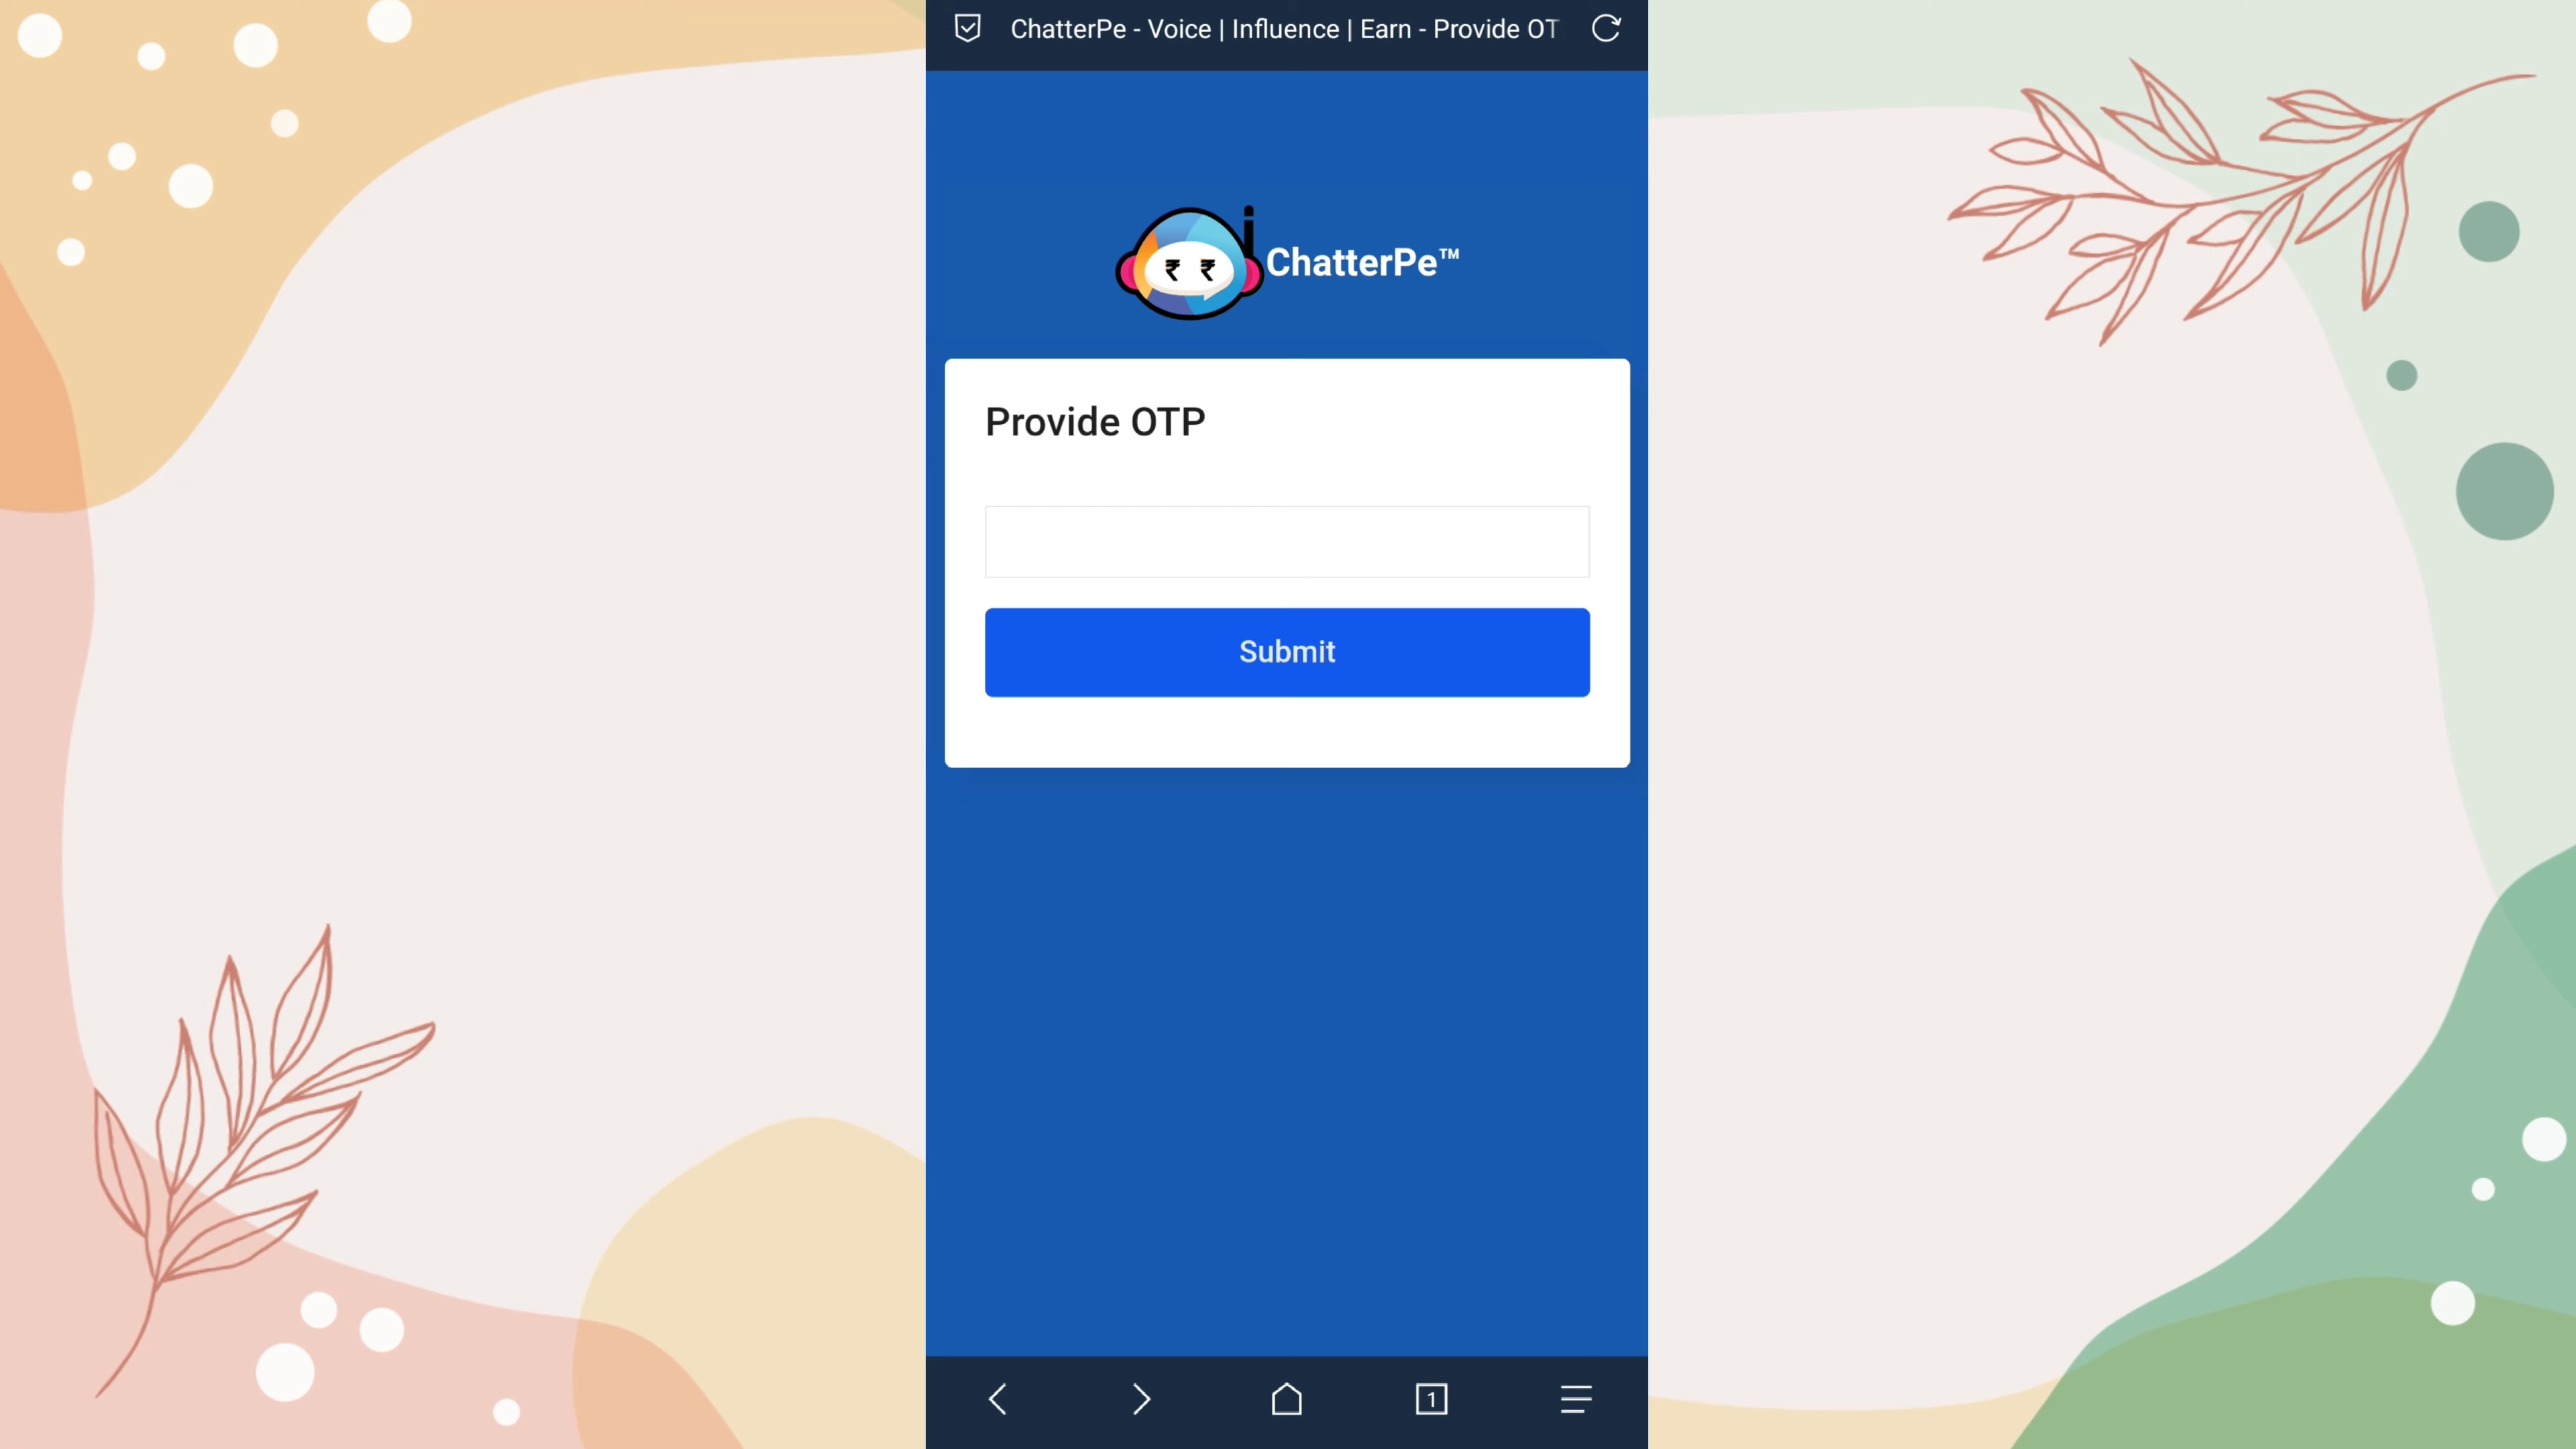 ChatterPe - Voice | Influence | Earn - Provide OT
₹ ₹
ChatterPe™
Provide OTP
Submit
1